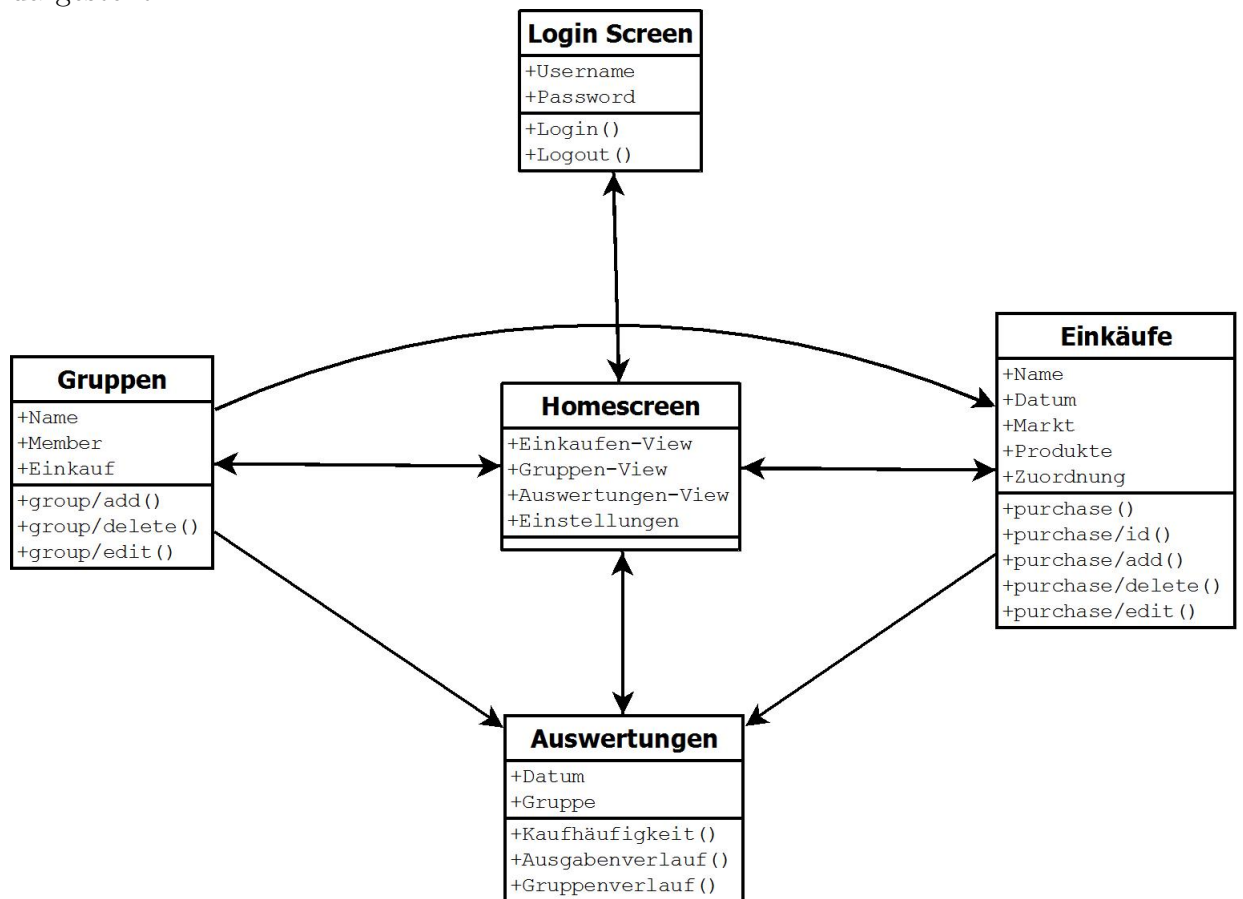 Login Screen
+Username
+Password
+Login()
+Logout()
Gruppen
+Name
+Member
+Einkauf
+group/add()
+group/delete()
+group/edit()
Homescreen
+Einkaufen-View
+Gruppen-View
+Auswertungen-View
+Einstellungen
Einkäufe
+Name
+Datum
+Markt
+Produkte
+Zuordnung
+purchase()
+purchase/id()
+purchase/add()
+purchase/delete()
+purchase/edit()
Auswertungen
+Datum
+Gruppe
+Kaufhäufigkeit()
+Ausgabenverlauf()
+Gruppenverlauf()